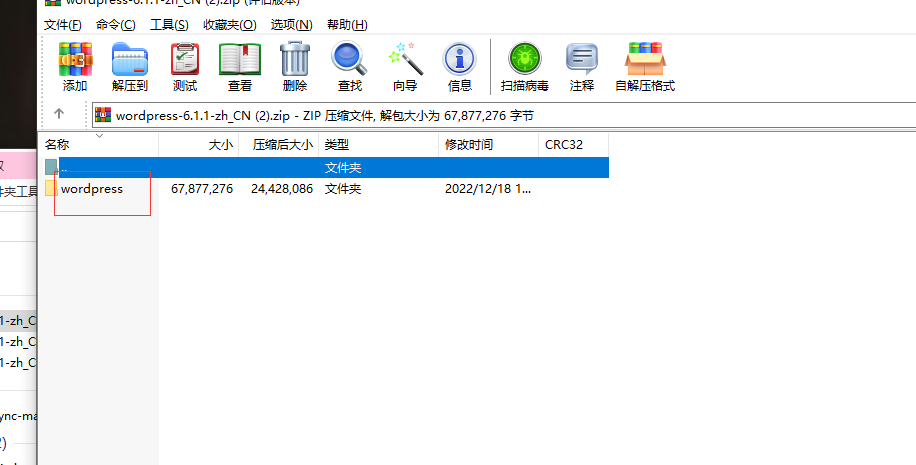 wordpress-6.1.1-zh_CN (2).zip (评估版本)
文件(F) 命令(C) 工具(S) 收藏夹(O) 选项(N) 帮助(H)
添加 解压到 测试 查看 删除 查找 向导 信息 扫描病毒 注释 自解压格式
wordpress-6.1.1-zh_CN (2).zip - ZIP 压缩文件, 解包大小为 67,877,276 字节
名称 大小 压缩后大小 类型 修改时间 CRC32
.. 文件夹
件夹工具
wordpress 67,877,276 24,428,086 文件夹 2022/12/18 1...
1-zh_C
1-zh_C
1-zh_C
ync-ma
2)